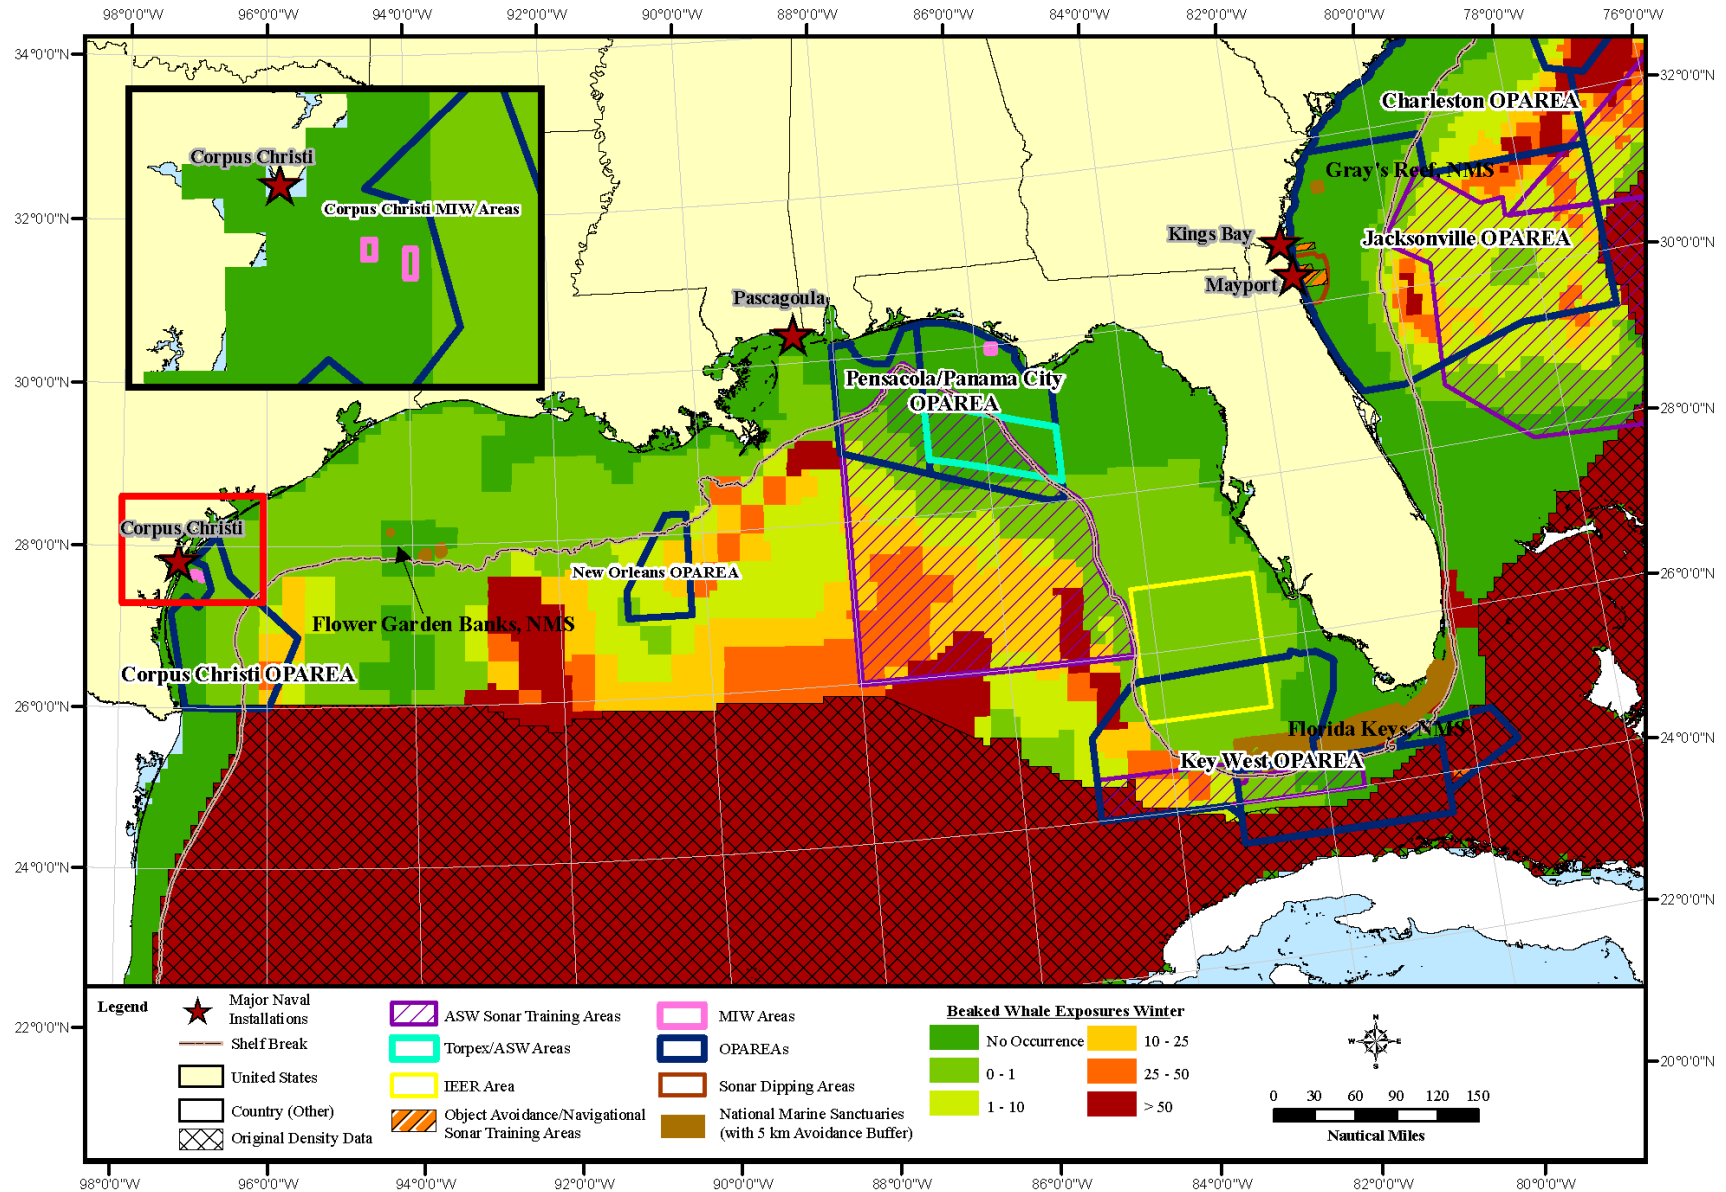 98°0'0"W 96°0'0"W 94°0'0"W 92°0'0"W 90°0'0"W 88°0'0"W 86°0'0"W 84°0'0"W 82°0'0"W 80°0'0"W 78°0'0"W 76°0'0"W
34°0'0"N
32°0'0"N
Charleston OPAREA
Corpus Christi
Gray's Reef, NMS
Corpus Christi MIW Areas
32°0'0"N
Kings Bay
Jacksonville OPAREA
30°0'0"N
Mayport
Pascagoula
30°0'0"N
Pensacola/Panama City
OPAREA
28°0'0"N
Corpus Christi
28°0'0"N
New Orleans OPAREA
26°0'0"N
Flower Garden Banks, NMS
Corpus Christi OPAREA
26°0'0"N
Florida Keys, NMS
24°0'0"N
Key West OPAREA
24°0'0"N
22°0'0"N
Legend
Major Naval
Installations
Shelf Break
United States
Country (Other)
Original Density Data
ASW Sonar Training Areas
Torpex/ASW Areas
IEER Area
Object Avoidance/Navigational
Sonar Training Areas
MIW Areas
OPAREAs
Sonar Dipping Areas
National Marine Sanctuaries
(with 5 km Avoidance Buffer)
Beaked Whale Exposures Winter
No Occurrence
0 - 1
1 - 10
10 - 25
25 - 50
> 50
N
W E
S
0 30 60 90 120 150
Nautical Miles
22°0'0"N
20°0'0"N
98°0'0"W 96°0'0"W 94°0'0"W 92°0'0"W 90°0'0"W 88°0'0"W 86°0'0"W 84°0'0"W 82°0'0"W 80°0'0"W